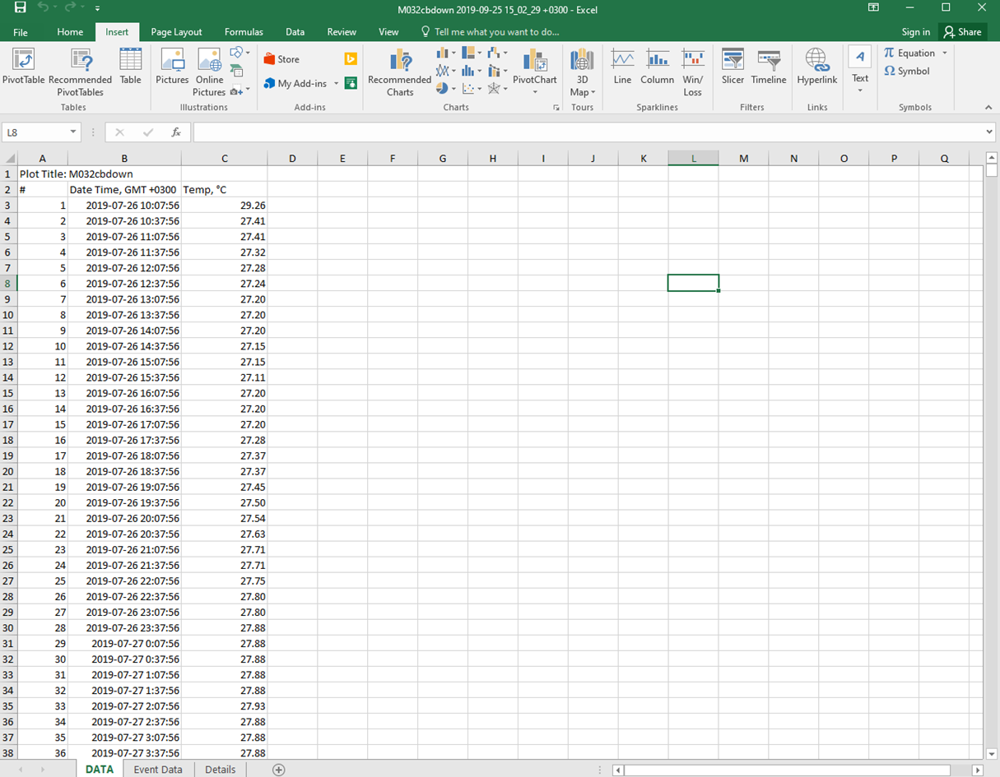 M032cbdown 2019-09-25 15_02_29 +0300 - Excel
File Home Insert Page Layout Formulas Data Review View Tell me what you want to do... Sign in Share
PivotTable Recommended PivotTables Table Pictures Online Pictures Store My Add-ins Recommended Charts PivotChart 3D Map Line Column Win/Loss Slicer Timeline Hyperlink Text Equation Symbol
Tables Illustrations Add-ins Charts Tours Sparklines Filters Links Symbols
L8 fx
A B C D E F G H I J K L M N O P Q
1 Plot Title: M032cbdown
2 # Date Time, GMT +0300 Temp, °C
3 1 2019-07-26 10:07:56 29.26
4 2 2019-07-26 10:37:56 27.41
5 3 2019-07-26 11:07:56 27.41
6 4 2019-07-26 11:37:56 27.32
7 5 2019-07-26 12:07:56 27.28
8 6 2019-07-26 12:37:56 27.24
9 7 2019-07-26 13:07:56 27.20
10 8 2019-07-26 13:37:56 27.20
11 9 2019-07-26 14:07:56 27.20
12 10 2019-07-26 14:37:56 27.15
13 11 2019-07-26 15:07:56 27.15
14 12 2019-07-26 15:37:56 27.11
15 13 2019-07-26 16:07:56 27.20
16 14 2019-07-26 16:37:56 27.20
17 15 2019-07-26 17:07:56 27.20
18 16 2019-07-26 17:37:56 27.28
19 17 2019-07-26 18:07:56 27.37
20 18 2019-07-26 18:37:56 27.37
21 19 2019-07-26 19:07:56 27.45
22 20 2019-07-26 19:37:56 27.50
23 21 2019-07-26 20:07:56 27.54
24 22 2019-07-26 20:37:56 27.63
25 23 2019-07-26 21:07:56 27.71
26 24 2019-07-26 21:37:56 27.71
27 25 2019-07-26 22:07:56 27.75
28 26 2019-07-26 22:37:56 27.80
29 27 2019-07-26 23:07:56 27.80
30 28 2019-07-26 23:37:56 27.88
31 29 2019-07-27 0:07:56 27.88
32 30 2019-07-27 0:37:56 27.88
33 31 2019-07-27 1:07:56 27.88
34 32 2019-07-27 1:37:56 27.88
35 33 2019-07-27 2:07:56 27.93
36 34 2019-07-27 2:37:56 27.88
37 35 2019-07-27 3:07:56 27.88
38 36 2019-07-27 3:37:56 27.88
DATA Event Data Details